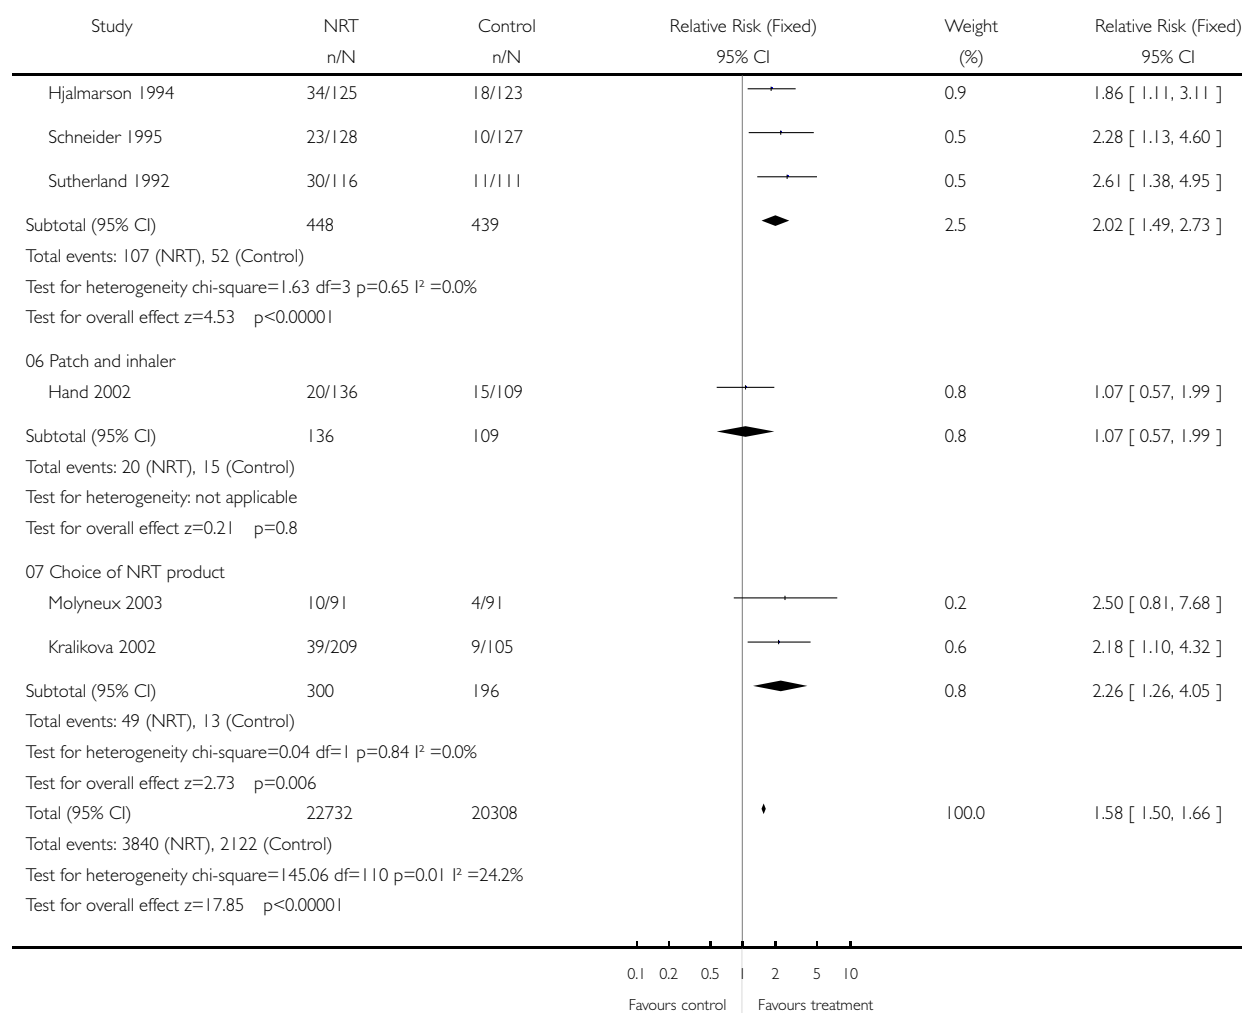 Study NRT Control Relative Risk (Fixed) Weight Relative Risk (Fixed)
n/N n/N 95% CI (%) 95% CI
Hjalmarson 1994 34/125 18/123 0.9 1.86 [ 1.11, 3.11 ]
Schneider 1995 23/128 10/127 0.5 2.28 [ 1.13, 4.60 ]
Sutherland 1992 30/116 11/111 0.5 2.61 [ 1.38, 4.95 ]
Subtotal (95% CI) 448 439 2.5 2.02 [ 1.49, 2.73 ]
Total events: 107 (NRT), 52 (Control)
Test for heterogeneity chi-square=1.63 df=3 p=0.65 I² =0.0%
Test for overall effect z=4.53 p<0.00001
06 Patch and inhaler
Hand 2002 20/136 15/109 0.8 1.07 [ 0.57, 1.99 ]
Subtotal (95% CI) 136 109 0.8 1.07 [ 0.57, 1.99 ]
Total events: 20 (NRT), 15 (Control)
Test for heterogeneity: not applicable
Test for overall effect z=0.21 p=0.8
07 Choice of NRT product
Molyneux 2003 10/91 4/91 0.2 2.50 [ 0.81, 7.68 ]
Kralikova 2002 39/209 9/105 0.6 2.18 [ 1.10, 4.32 ]
Subtotal (95% CI) 300 196 0.8 2.26 [ 1.26, 4.05 ]
Total events: 49 (NRT), 13 (Control)
Test for heterogeneity chi-square=0.04 df=1 p=0.84 I² =0.0%
Test for overall effect z=2.73 p=0.006
Total (95% CI) 22732 20308 100.0 1.58 [ 1.50, 1.66 ]
Total events: 3840 (NRT), 2122 (Control)
Test for heterogeneity chi-square=145.06 df=110 p=0.01 I² =24.2%
Test for overall effect z=17.85 p<0.00001
0.1 0.2 0.5 1 2 5 10
Favours control Favours treatment